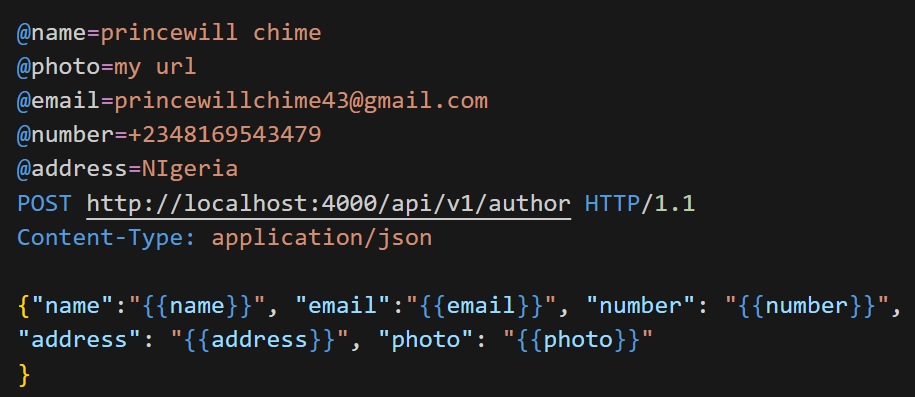 @name=princewill chime
@photo=my url
@email=princewillchime43@gmail.com
@number=+2348169543479
@address=NIgeria
POST http://localhost:4000/api/v1/author HTTP/1.1
Content-Type: application/json
{"name":"{{name}}", "email":"{{email}}", "number": "{{number}}",
"address": "{{address}}", "photo": "{{photo}}"
}